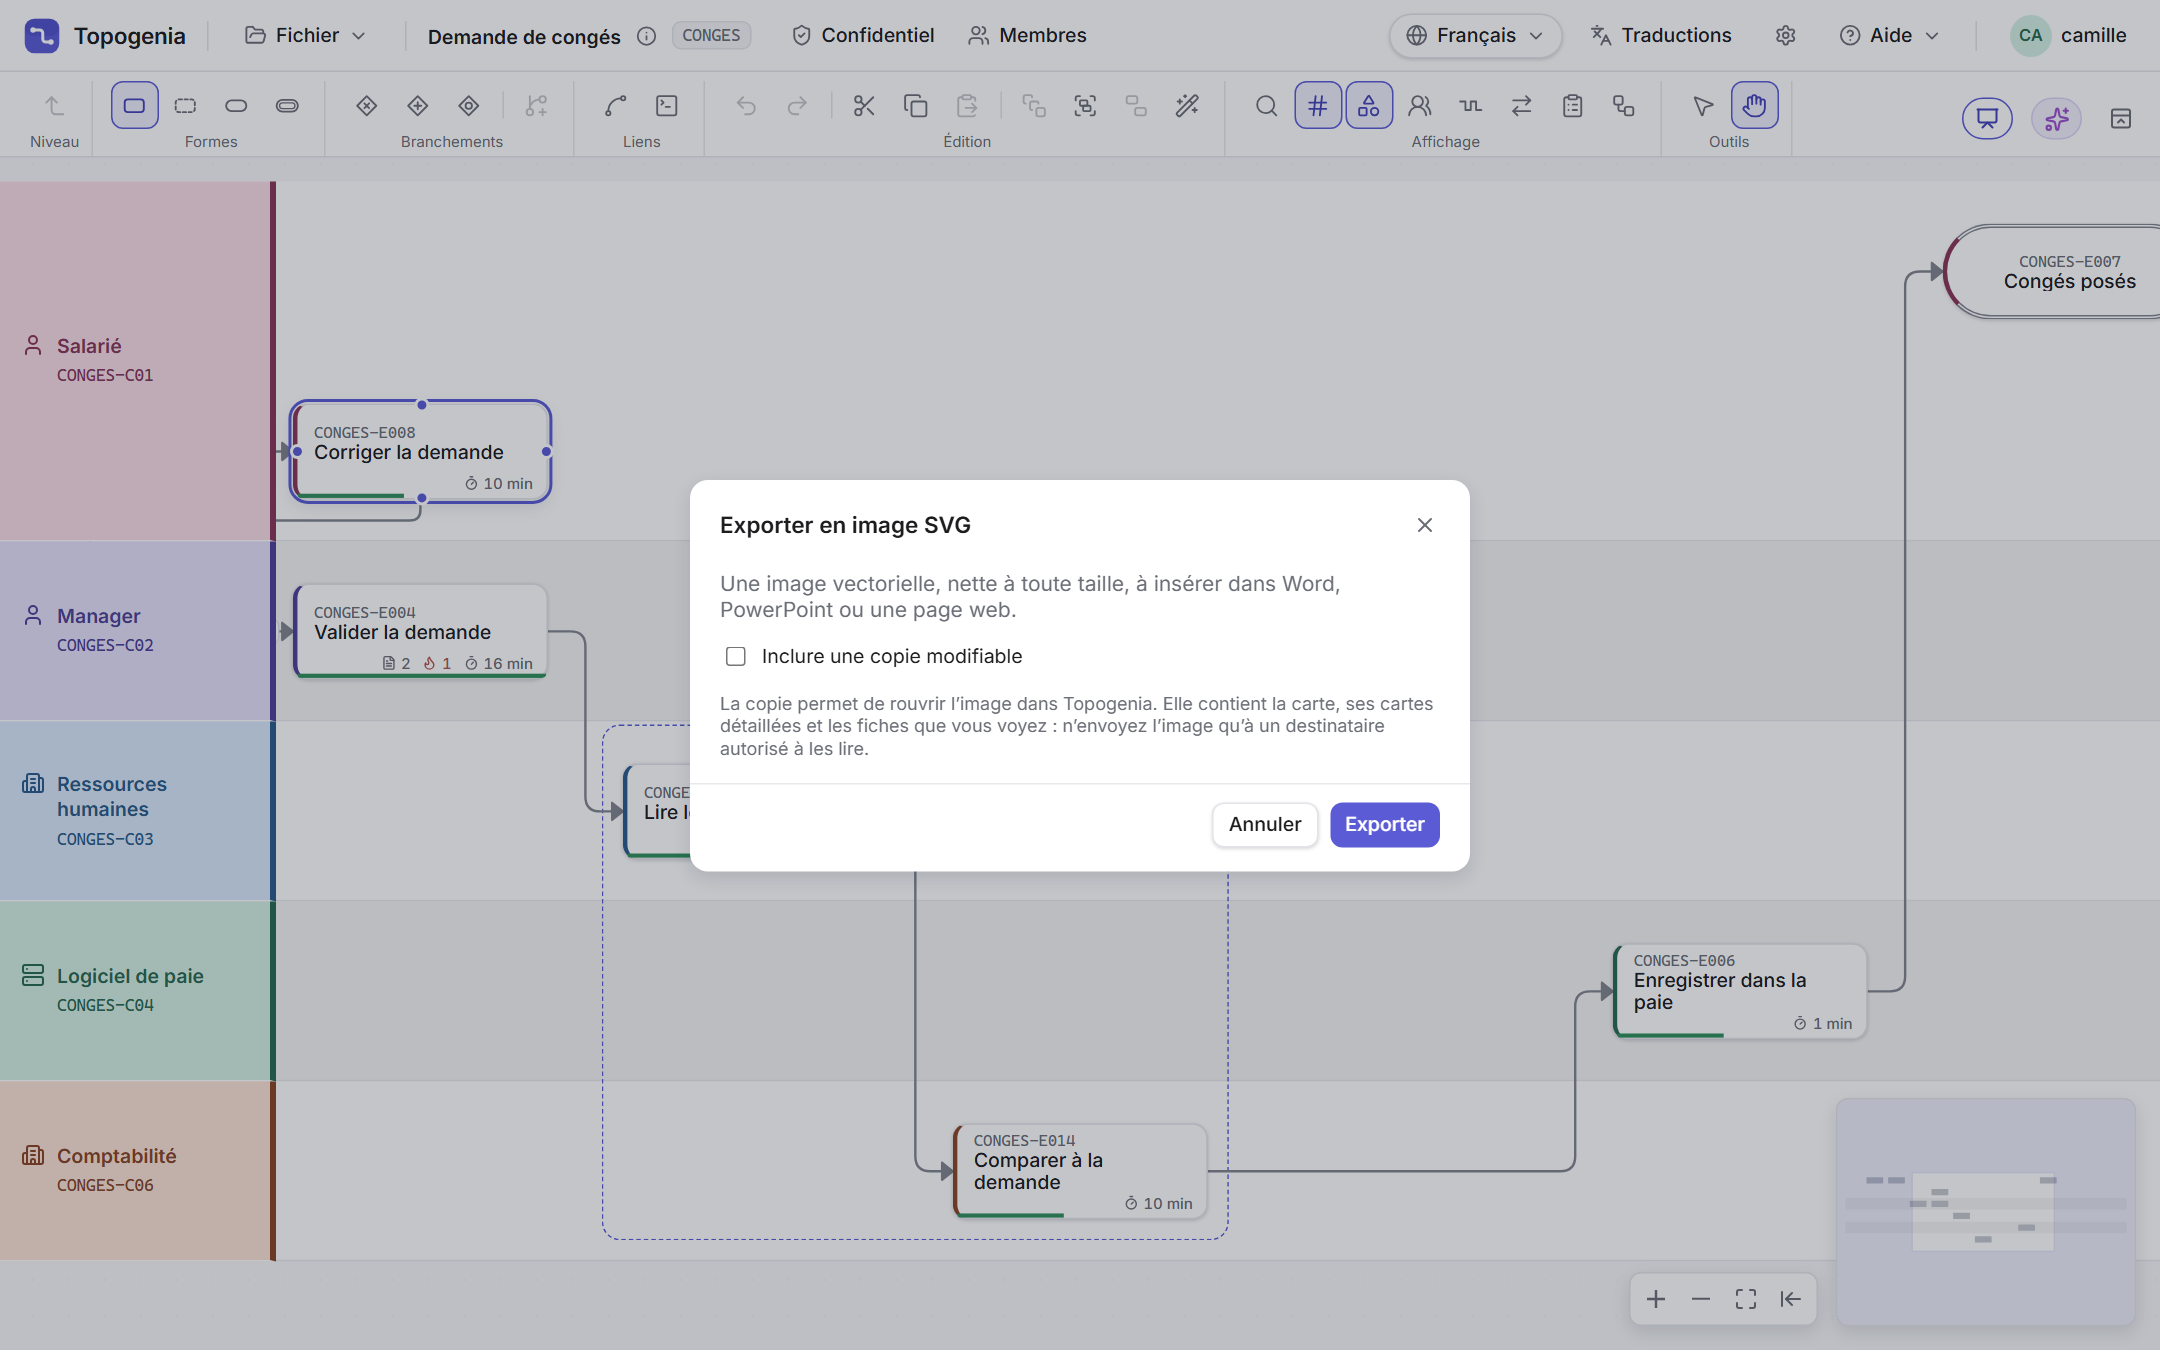 Topogenia
Fichier
Demande de congés
CONGES
Confidentiel
Membres
Français
Traductions
Aide
CA
camille
Niveau
Formes
Branchements
Liens
Édition
Affichage
Outils
Salarié
CONGES-C01
CONGES-E008
Corriger la demande
10 min
CONGES-E007
Congés posés
Manager
CONGES-C02
CONGES-E004
Valider la demande
2 1 16 min
Ressources
humaines
CONGES-C03
CONGE
Lire l
Exporter en image SVG
Une image vectorielle, nette à toute taille, à insérer dans Word,
PowerPoint ou une page web.
Inclure une copie modifiable
La copie permet de rouvrir l’image dans Topogenia. Elle contient la carte, ses cartes
détaillées et les fiches que vous voyez : n’envoyez l’image qu’à un destinataire
autorisé à les lire.
Annuler
Exporter
Logiciel de paie
CONGES-C04
CONGES-E006
Enregistrer dans la
paie
1 min
Comptabilité
CONGES-C06
CONGES-E014
Comparer à la
demande
10 min